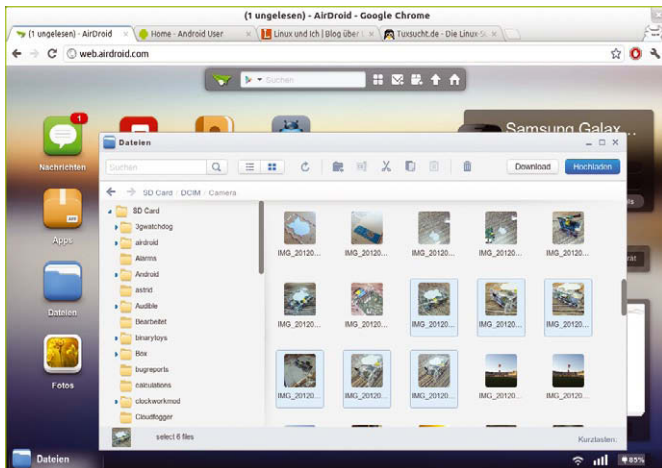 (1 ungelesen) - AirDroid - Google Chrome
(1 ungelesen) - AirDroid
Home - Android User
Linux und Ich | Blog über L
Tuxsucht.de - Die Linux-
web.airdroid.com
Suchen
1
Samsung Galax...
Nachrichten
Apps
Dateien
Fotos
Dateien
Suchen
Download
Hochladen
SD Card / DCIM / Camera
SD Card
3gwatchdog
airdroid
Alarms
Android
astrid
Audible
Bearbeitet
binarytoys
Box
bugreports
calculations
clockworkmod
Cloudfogger
IMG_20120... IMG_20120... IMG_20120... IMG_20120... IMG_20120...
IMG_20120... IMG_20120... IMG_20120... IMG_20120... IMG_20120...
IMG_20120... IMG_20120... IMG_20120... IMG_20120... IMG_20120...
select 6 files
Kurztasten:
Dateien
85%